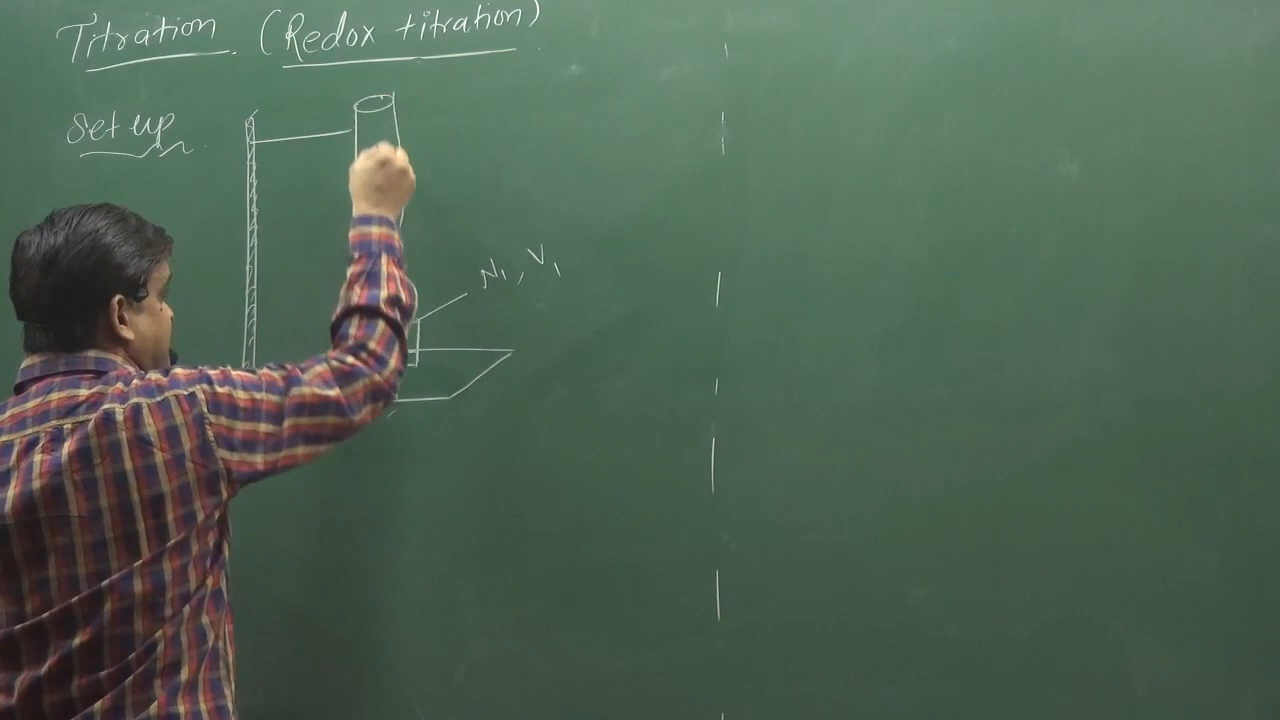 Titration. (Redox titration)
Set up.
N₁, V₁